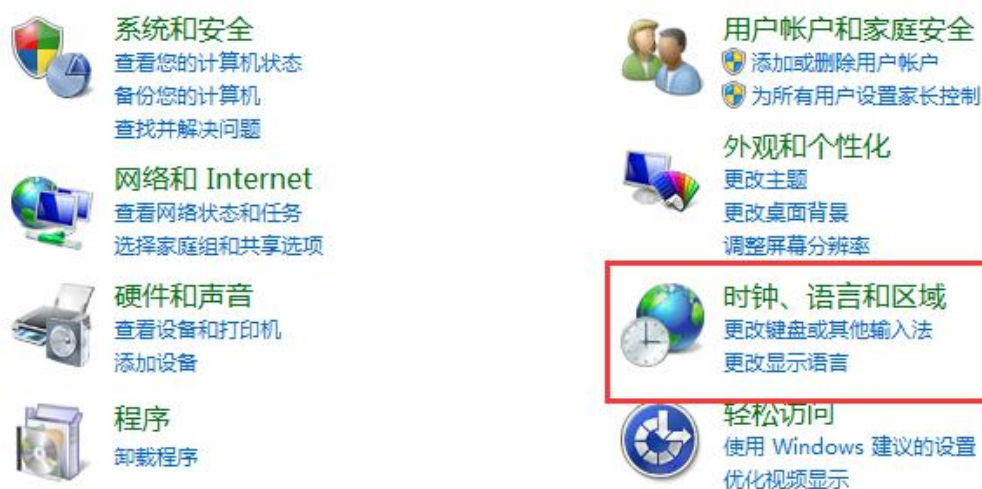 系统和安全
查看您的计算机状态
备份您的计算机
查找并解决问题
网络和 Internet
查看网络状态和任务
选择家庭组和共享选项
硬件和声音
查看设备和打印机
添加设备
程序
卸载程序
用户帐户和家庭安全
添加或删除用户帐户
为所有用户设置家长控制
外观和个性化
更改主题
更改桌面背景
调整屏幕分辨率
时钟、语言和区域
更改键盘或其他输入法
更改显示语言
轻松访问
使用 Windows 建议的设置
优化视频显示